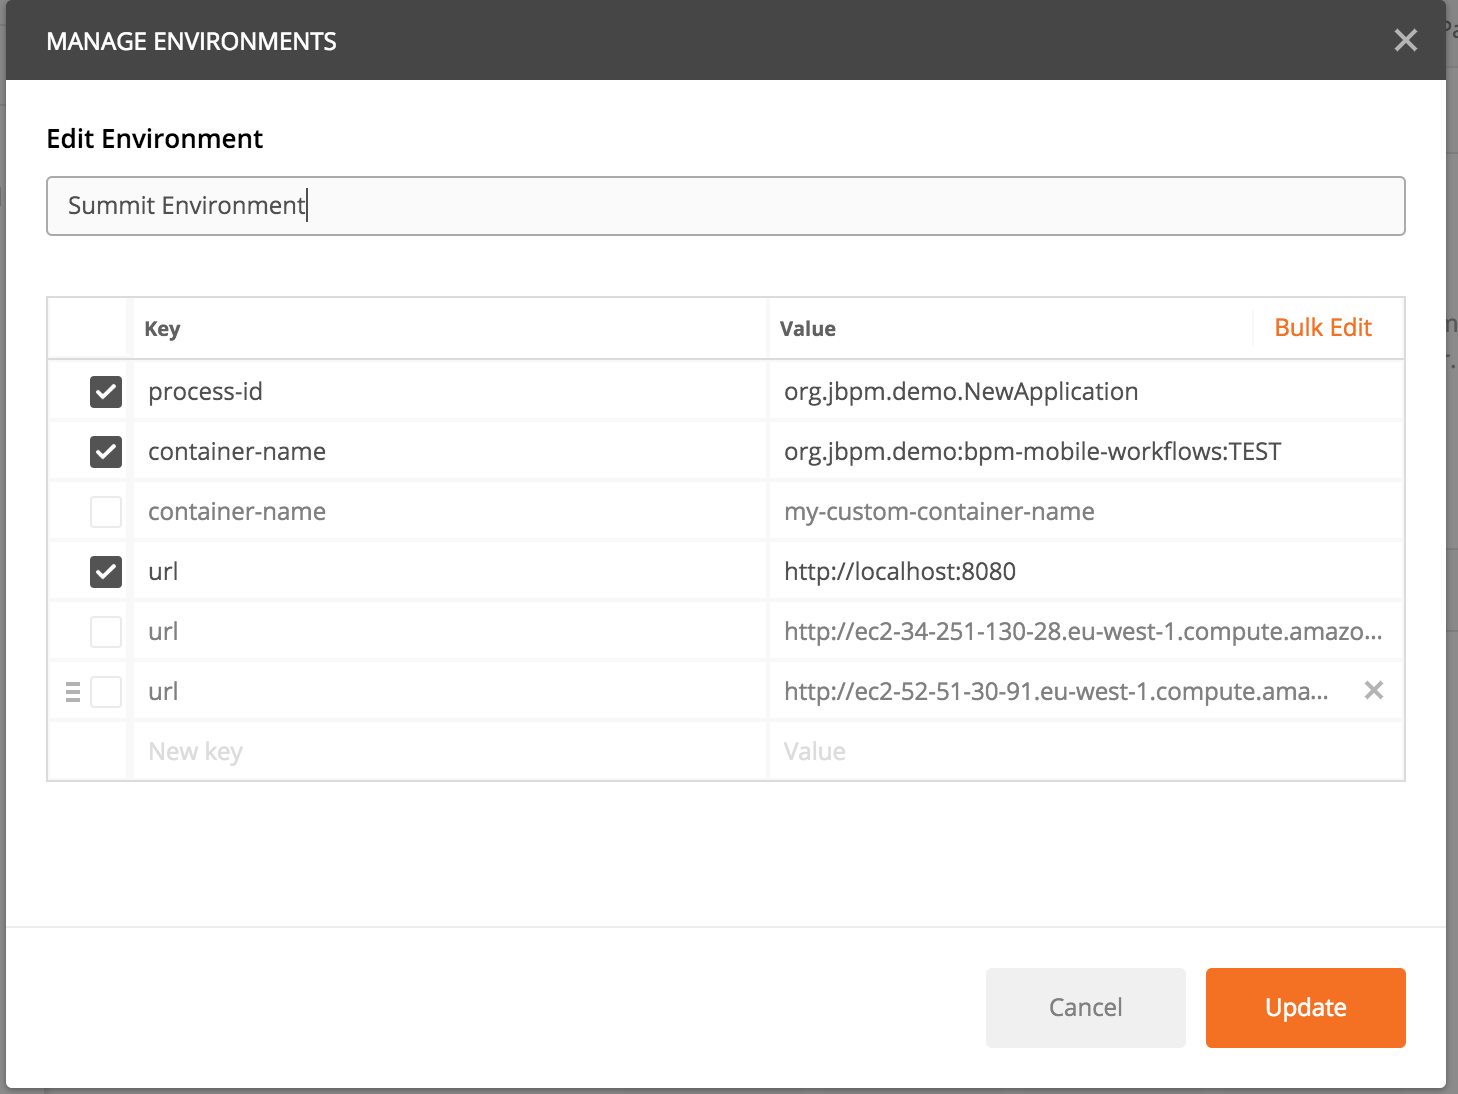 MANAGE ENVIRONMENTS
Edit Environment
Summit Environment
Key Value Bulk Edit
process-id org.jbpm.demo.NewApplication
container-name org.jbpm.demo:bpm-mobile-workflows:TEST
container-name my-custom-container-name
url http://localhost:8080
url http://ec2-34-251-130-28.eu-west-1.compute.amazo...
url http://ec2-52-51-30-91.eu-west-1.compute.ama...
New key Value
Cancel Update